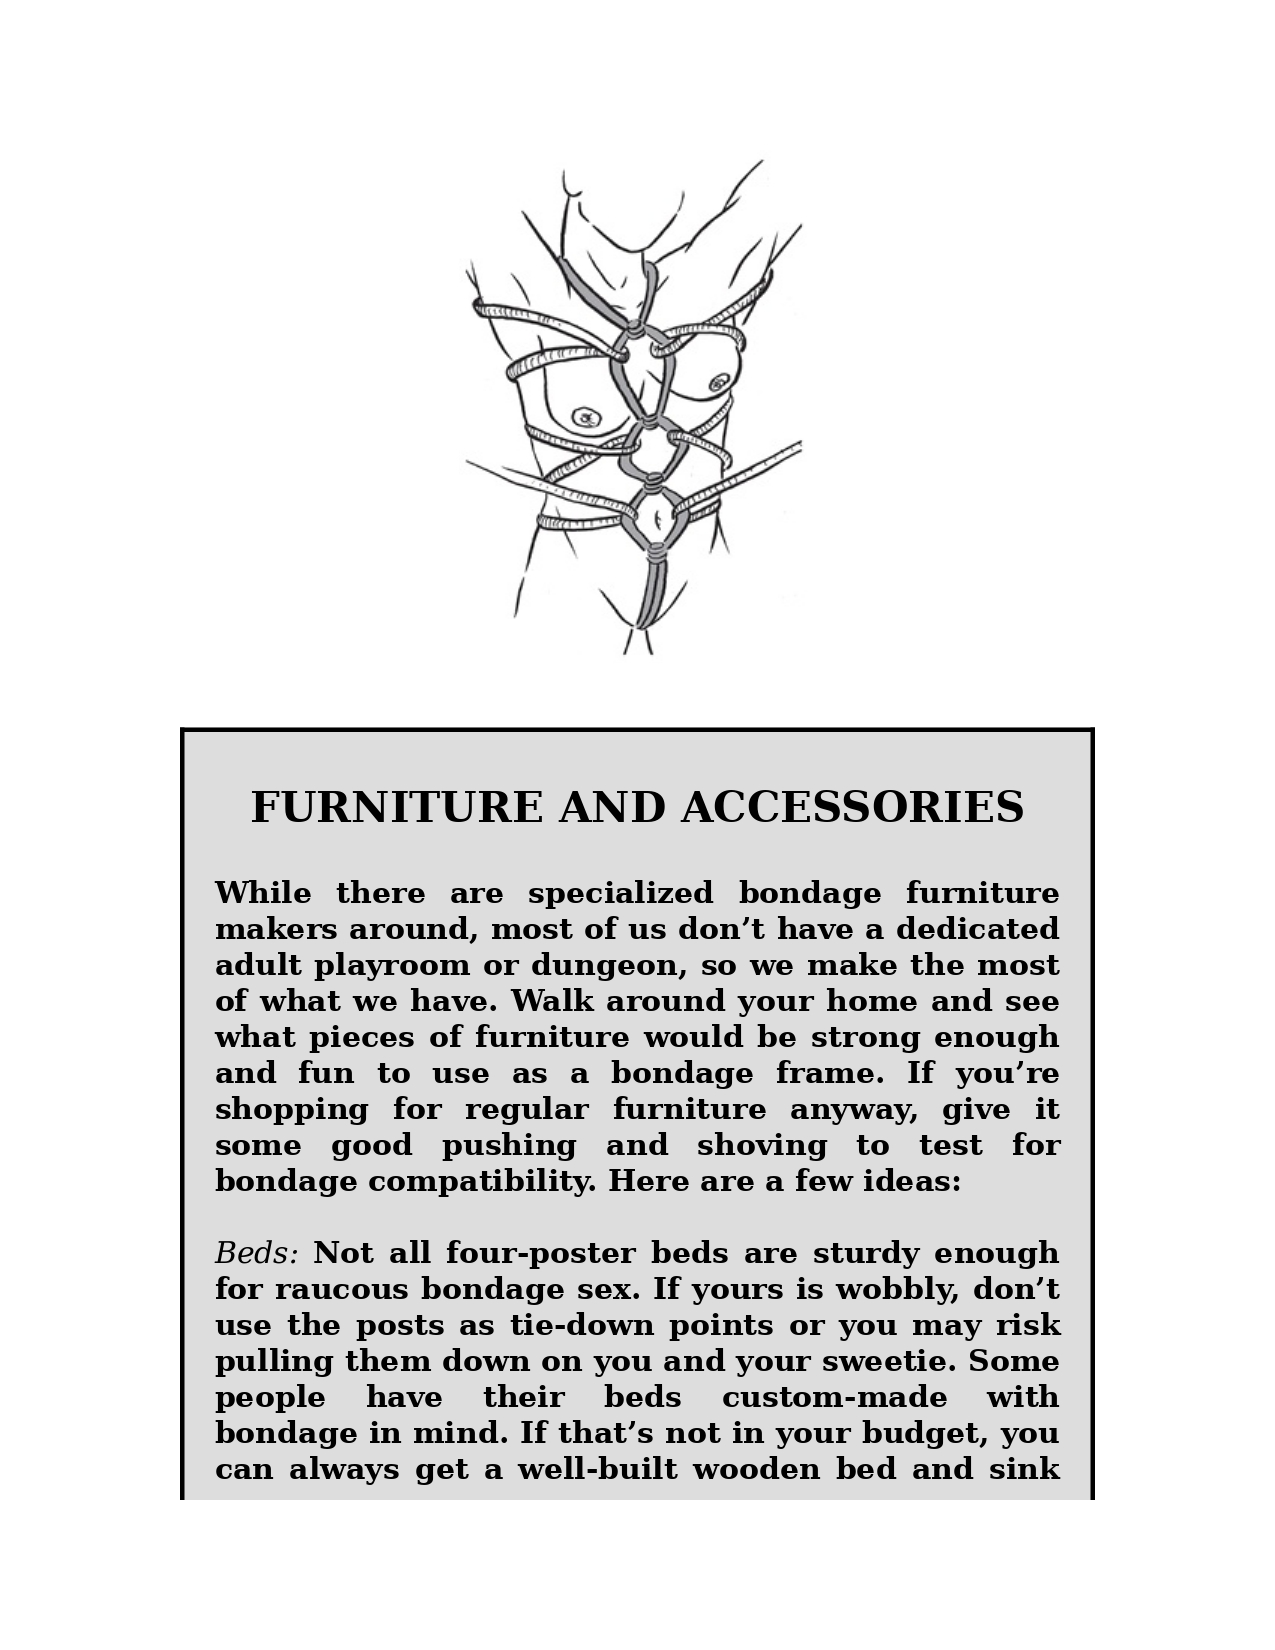 FURNITURE AND ACCESSORIES
While there are specialized bondage furniture
makers around, most of us don’t have a dedicated
adult playroom or dungeon, so we make the most
of what we have. Walk around your home and see
what pieces of furniture would be strong enough
and fun to use as a bondage frame. If you’re
shopping for regular furniture anyway, give it
some good pushing and shoving to test for
bondage compatibility. Here are a few ideas:
Beds: Not all four-poster beds are sturdy enough
for raucous bondage sex. If yours is wobbly, don’t
use the posts as tie-down points or you may risk
pulling them down on you and your sweetie. Some
people have their beds custom-made with
bondage in mind. If that’s not in your budget, you
can always get a well-built wooden bed and sink